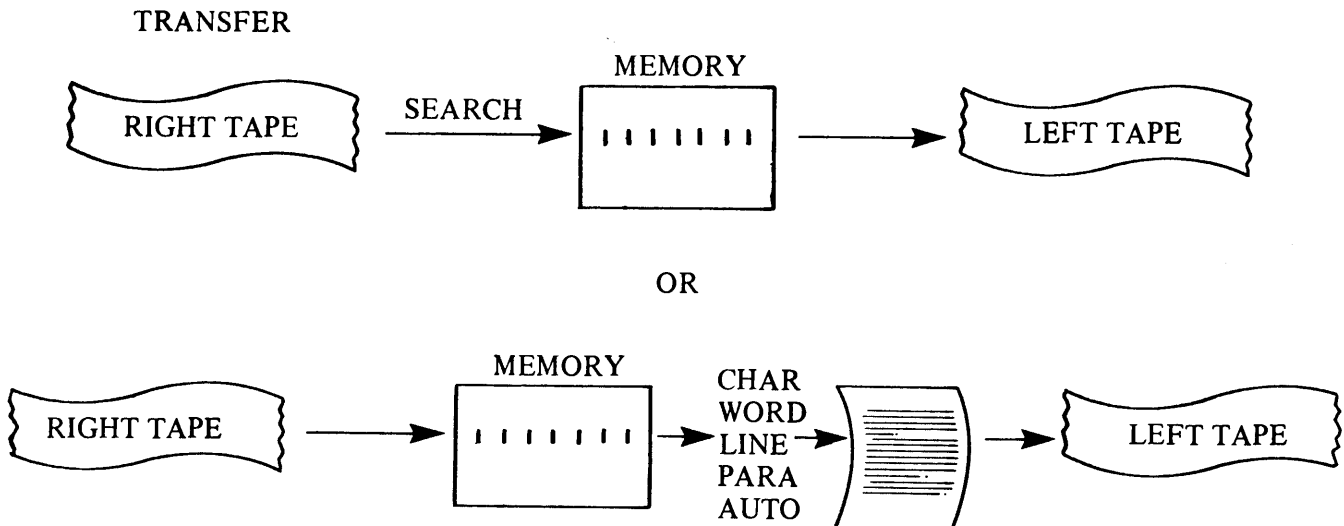 TRANSFER
MEMORY
RIGHT TAPE
SEARCH
LEFT TAPE
OR
MEMORY
RIGHT TAPE
CHAR
WORD
LINE
PARA
AUTO
LEFT TAPE